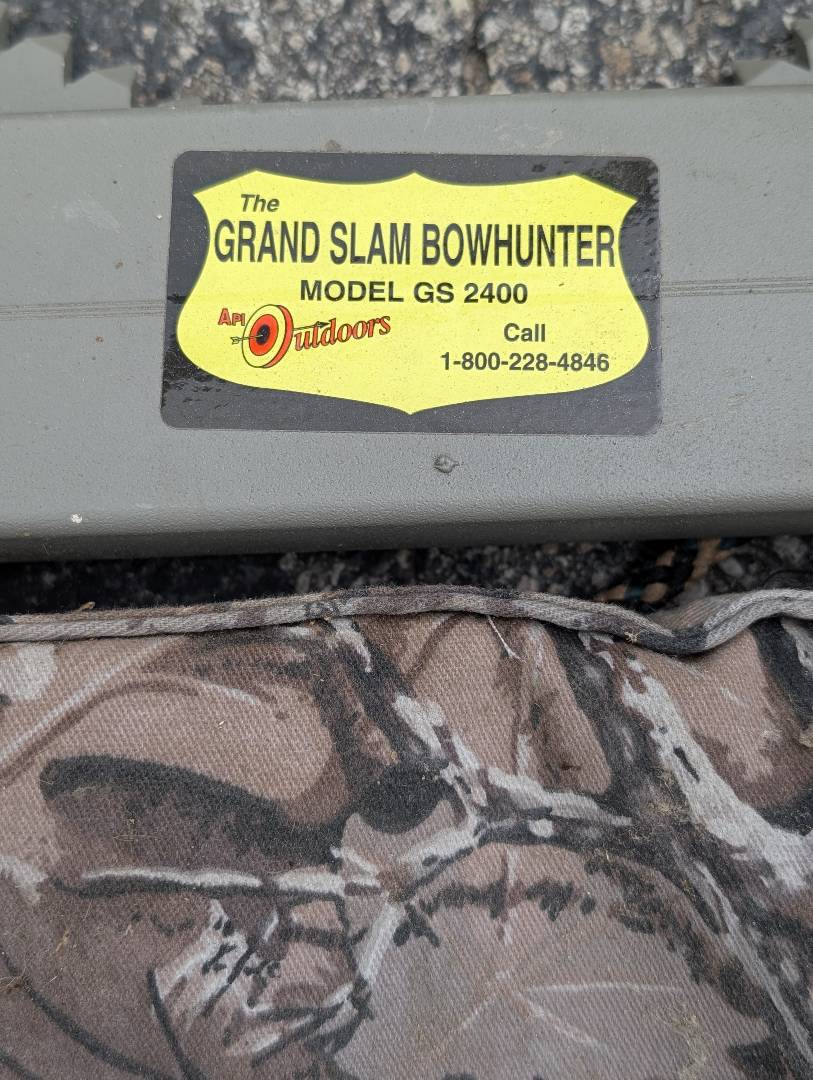 The
GRAND SLAM BOWHUNTER
MODEL GS 2400
API Outdoors
Call
1-800-228-4846